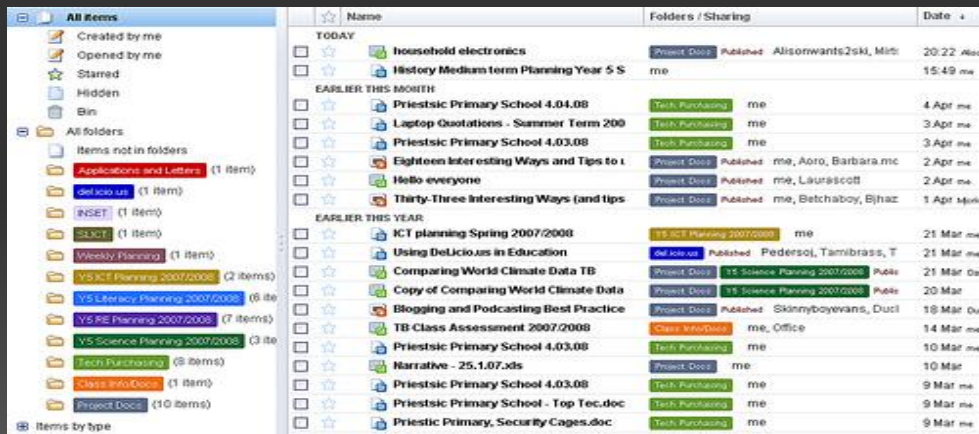 All items
Created by me
Opened by me
Starred
Hidden
Bin
All folders
Items not in folders
Applications and Letters (1 item)
del.icio.us (1 item)
INSET (1 item)
SLICT (1 item)
Weekly Planning (1 item)
Y5 ICT Planning 2007/2008 (2 items)
Y5 Literacy Planning 2007/2008 (6 ite
Y5 RE Planning 2007/2008 (7 items)
Y5 Science Planning 2007/2008 (3 ite
Tech Purchasing (8 items)
Class Info/Docs (1 item)
Project Docs (10 items)
Items by type
Name Folders / Sharing Date
TODAY
household electronics Project Docs Published Alisonwants2ski, Mirts 20:22
History Medium term Planning Year 5 S me 15:49 me
EARLIER THIS MONTH
Priestsic Primary School 4.04.08 Tech Purchasing me 4 Apr me
Laptop Quotations - Summer Term 200 Tech Purchasing me 3 Apr me
Priestsic Primary School 4.03.08 Tech Purchasing me 3 Apr me
Eighteen Interesting Ways and Tips to u Project Docs Published me, Aoro, Barbara.mc 2 Apr me
Hello everyone Project Docs Published me, Laurascott 2 Apr me
Thirty-Three Interesting Ways (and tips Project Docs Published me, Betchaboy, Bjhaz 1 Apr
EARLIER THIS YEAR
ICT planning Spring 2007/2008 Y5 ICT Planning 2007/2008 me 21 Mar me
Using DeLicio.us in Education del.icio.us Published Pedersoj, Tamibrass, T 21 Mar me
Comparing World Climate Data TB Project Docs Y5 Science Planning 2007/2008 Publis 21 Mar
Copy of Comparing World Climate Data Project Docs Y5 Science Planning 2007/2008 Publis 20 Mar
Blogging and Podcasting Best Practice Project Docs Published Skinnyboyevans, Ducl 18 Mar
TB Class Assessment 2007/2008 Class Info/Docs me, Office 14 Mar me
Priestsic Primary School 4.03.08 Tech Purchasing me 10 Mar me
Narrative - 25.1.07.xls Project Docs me 10 Mar
Priestsic Primary School 4.03.08 Tech Purchasing me 9 Mar me
Priestsic Primary School - Top Tec.doc Tech Purchasing me 9 Mar me
Priestic Primary, Security Cages.doc Tech Purchasing me 9 Mar me